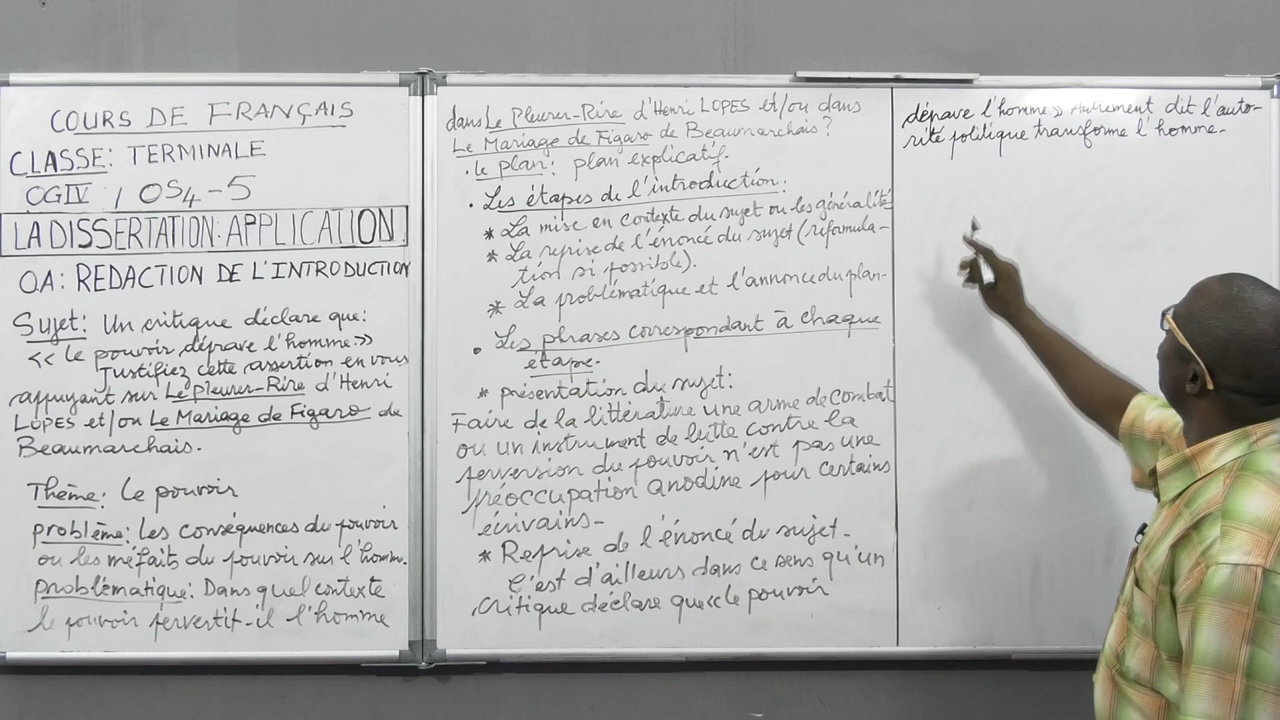 COURS DE FRANÇAIS
CLASSE: TERMINALE
OGIV / OS4-5
LA DISSERTATION: APPLICATION
OA: REDACTION DE L'INTRODUCTION
Sujet: Un critique déclare que:
<< Le pouvoir déprave l'homme>>
Justifiez cette assertion en vous
appuyant sur Le Pleurer-Rire d'Henri
LOPES et/ou Le Mariage de Figaro de
Beaumarchais.
Thème: Le pouvoir
problème: Les conséquences du pouvoir
ou les méfaits du pouvoir sur l'homme.
problématique: Dans quel contexte
le pouvoir pervertit-il l'homme
dans Le Pleurer-Rire d'Henri LOPES et/ou dans
Le Mariage de Figaro de Beaumarchais?
. le plan: plan explicatif.
. Les étapes de l'introduction:
* La mise en contexte du sujet ou les généralités
* La reprise de l'énoncé du sujet (reformula-
tion si possible).
* La problématique et l'annonce du plan-
. Les phrases correspondant à chaque
étape.
* présentation du sujet:
Faire de la littérature une arme de combat
ou un instrument de lutte contre la
perversion du pouvoir n'est pas une
préoccupation anodine pour certains
écrivains-
* Reprise de l'énoncé du sujet.
C'est d'ailleurs dans ce sens qu'un
critique déclare que << le pouvoir
déprave l'homme>> Autrement dit l'auto-
rité politique transforme l'homme.